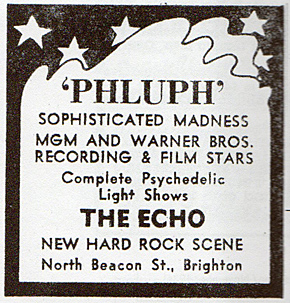 'PHLUPH'
SOPHISTICATED MADNESS
MGM AND WARNER BROS.
RECORDING & FILM STARS
Complete Psychedelic
Light Shows
THE ECHO
NEW HARD ROCK SCENE
North Beacon St., Brighton